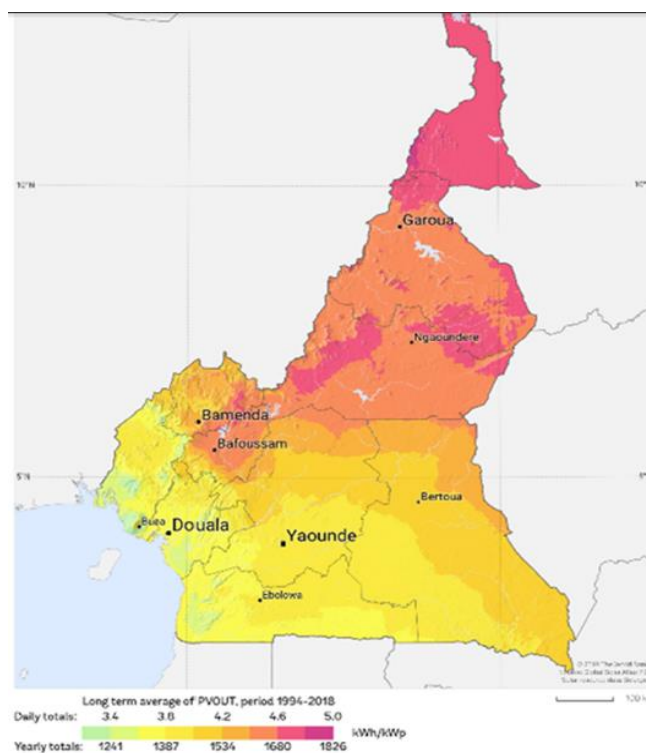 10°N
10°
Garoua
Ngaoundere
Bamenda
Bafoussam
5°N
Bertoua
Buea
Douala
Yaounde
Ebolowa
100 k
Long term average of PVOUT, period 1994-2018
Daily totals: 3.4 3.8 4.2 4.6 5.0
kWh/kWp
Yearly totals: 1241 1387 1534 1680 1826